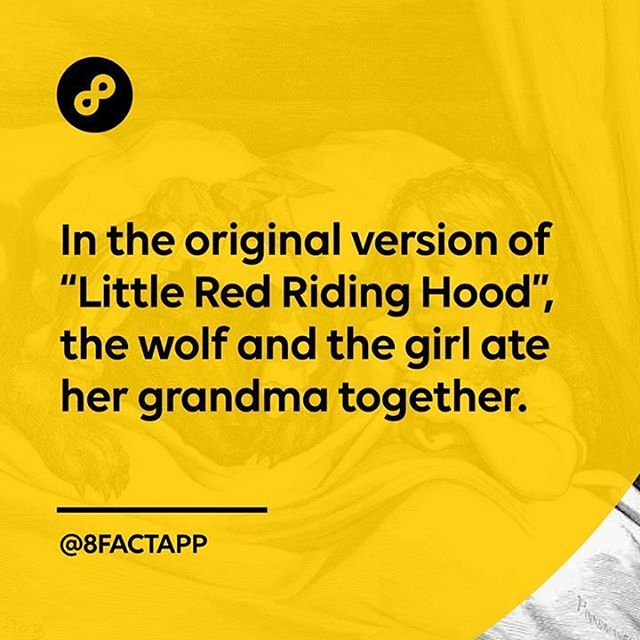 In the original version of
“Little Red Riding Hood”,
the wolf and the girl ate
her grandma together.
@8FACTAPP